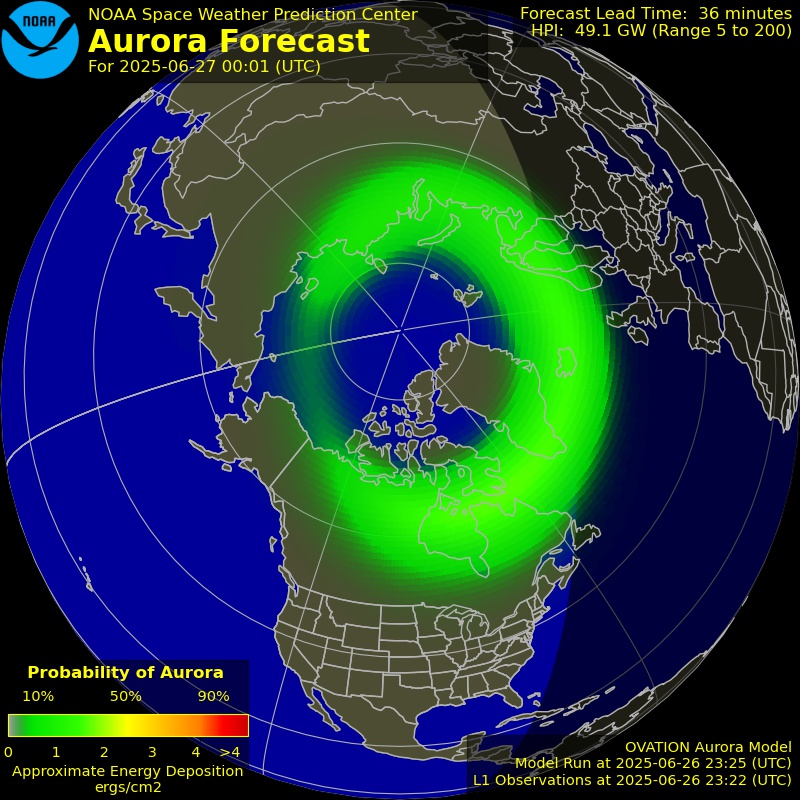 NOAA
NOAA Space Weather Prediction Center
Aurora Forecast
For 2025-06-27 00:01 (UTC)
Forecast Lead Time: 36 minutes
HPI: 49.1 GW (Range 5 to 200)
Probability of Aurora
10% 50% 90%
0 1 2 3 4 >4
Approximate Energy Deposition
ergs/cm2
OVATION Aurora Model
Model Run at 2025-06-26 23:25 (UTC)
L1 Observations at 2025-06-26 23:22 (UTC)